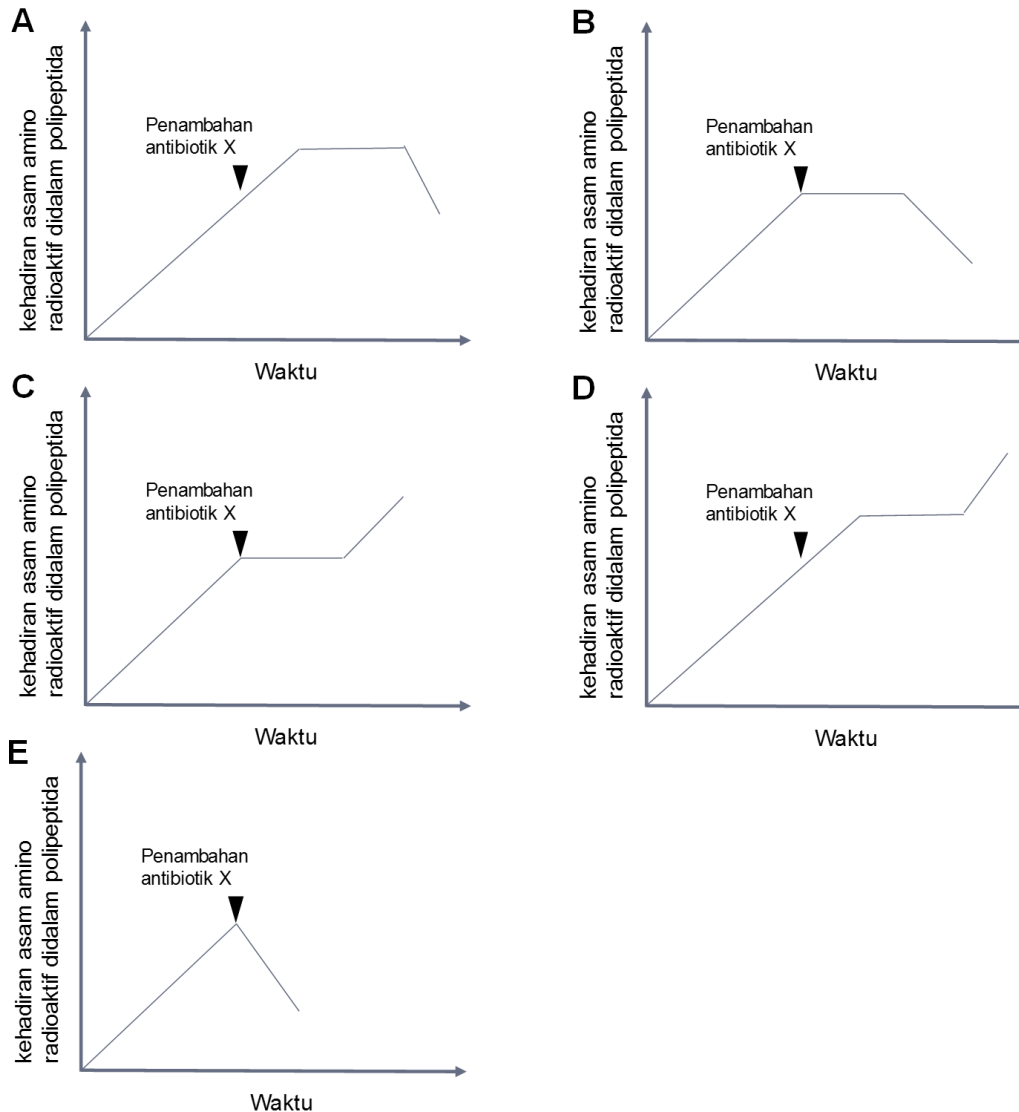 A
kehadiran asam amino
radioaktif didalam polipeptida
Penambahan
antibiotik X
Waktu
B
kehadiran asam amino
radioaktif didalam polipeptida
Penambahan
antibiotik X
Waktu
C
kehadiran asam amino
radioaktif didalam polipeptida
Penambahan
antibiotik X
Waktu
D
kehadiran asam amino
radioaktif didalam polipeptida
Penambahan
antibiotik X
Waktu
E
kehadiran asam amino
radioaktif didalam polipeptida
Penambahan
antibiotik X
Waktu